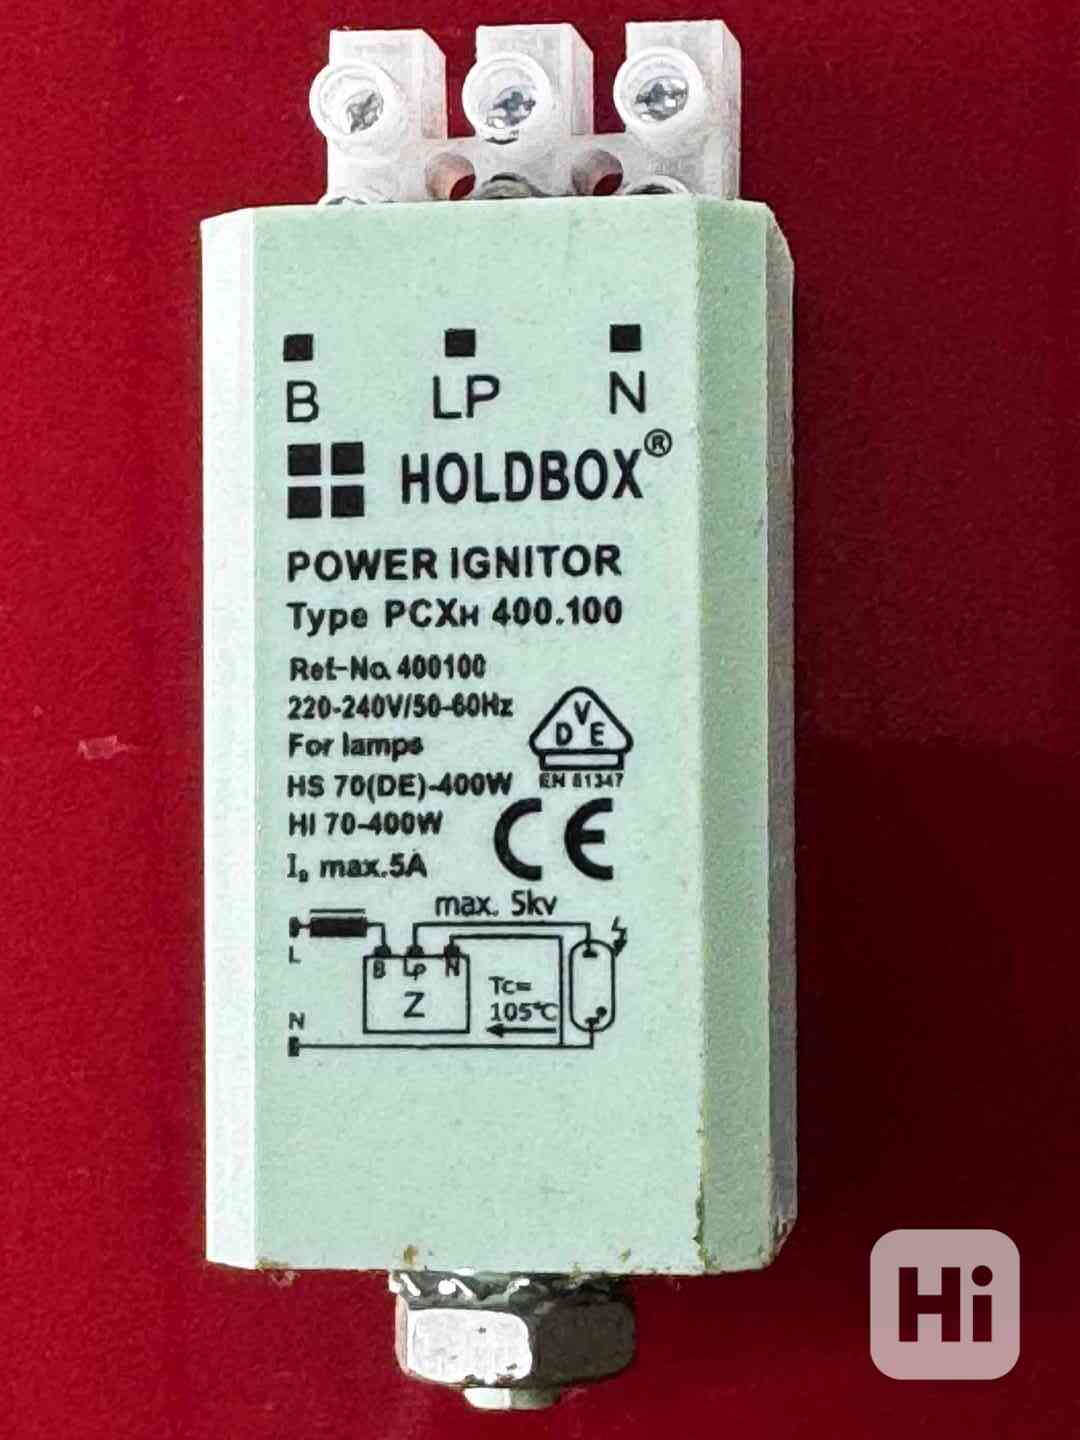 B LP N
HOLDBOX®
POWER IGNITOR
Type PCXH 400.100
Ref-No. 400100
220-240V/50-60Hz
For lamps
HS 70(DE)-400W
HI 70-400W
I, max.5A
VDE
EN 61347
CE
max. 5kv
L
B LP N
Z
Tc=
105℃
N
Hi